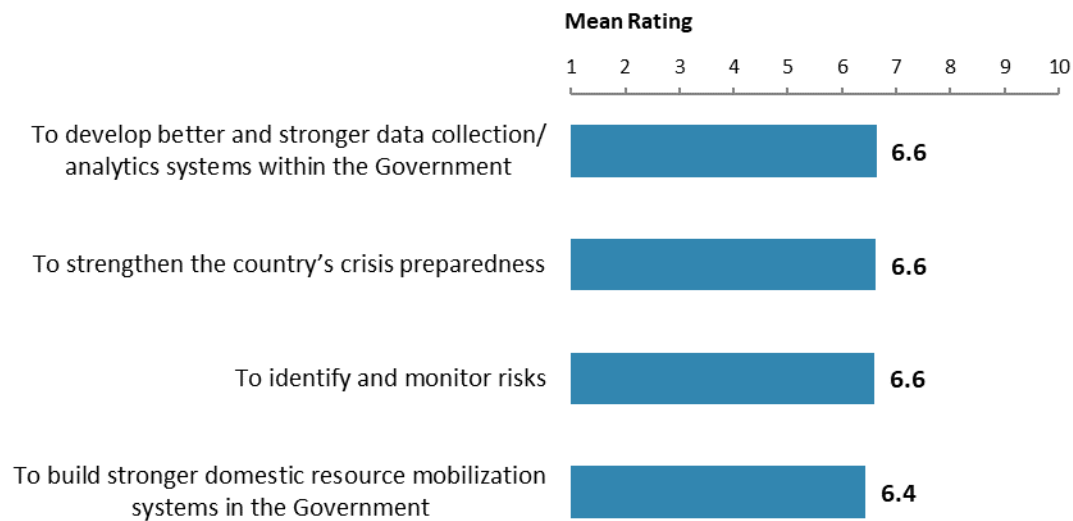 Mean Rating
1 2 3 4 5 6 7 8 9 10
To develop better and stronger data collection/
analytics systems within the Government
6.6
To strengthen the country’s crisis preparedness
6.6
To identify and monitor risks
6.6
To build stronger domestic resource mobilization
systems in the Government
6.4